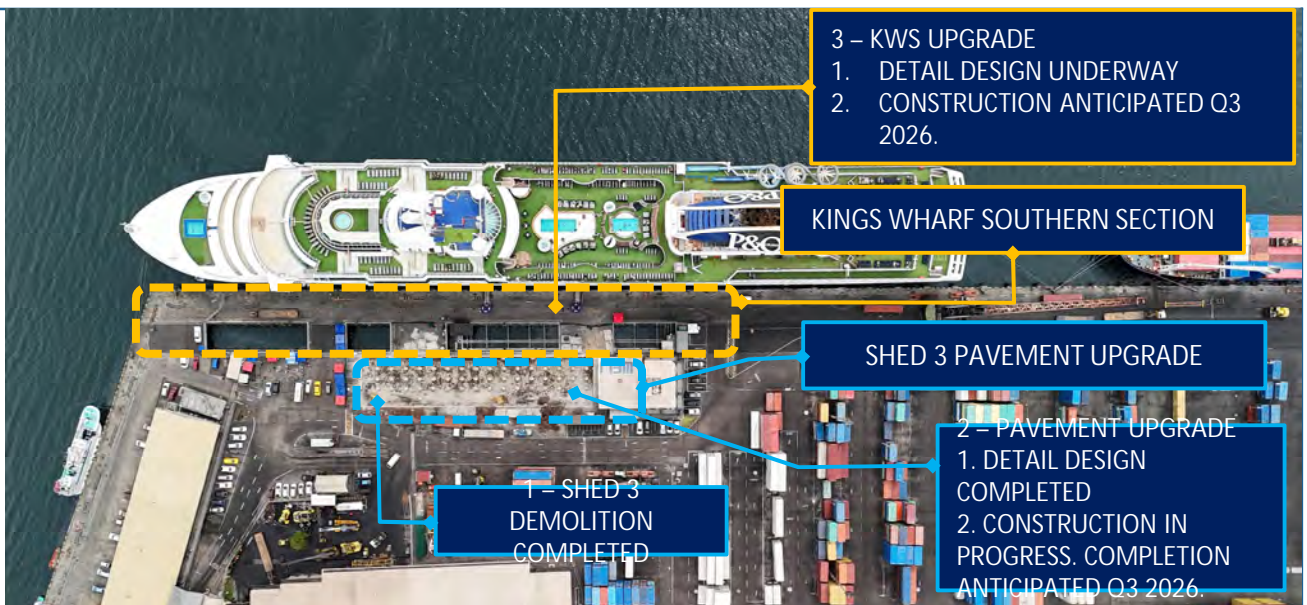 3 – KWS UPGRADE
1. DETAIL DESIGN UNDERWAY
2. CONSTRUCTION ANTICIPATED Q3
2026.
KINGS WHARF SOUTHERN SECTION
P&O
SHED 3 PAVEMENT UPGRADE
2 – PAVEMENT UPGRADE
1. DETAIL DESIGN
COMPLETED
2. CONSTRUCTION IN
PROGRESS. COMPLETION
ANTICIPATED Q3 2026.
1 – SHED 3
DEMOLITION
COMPLETED